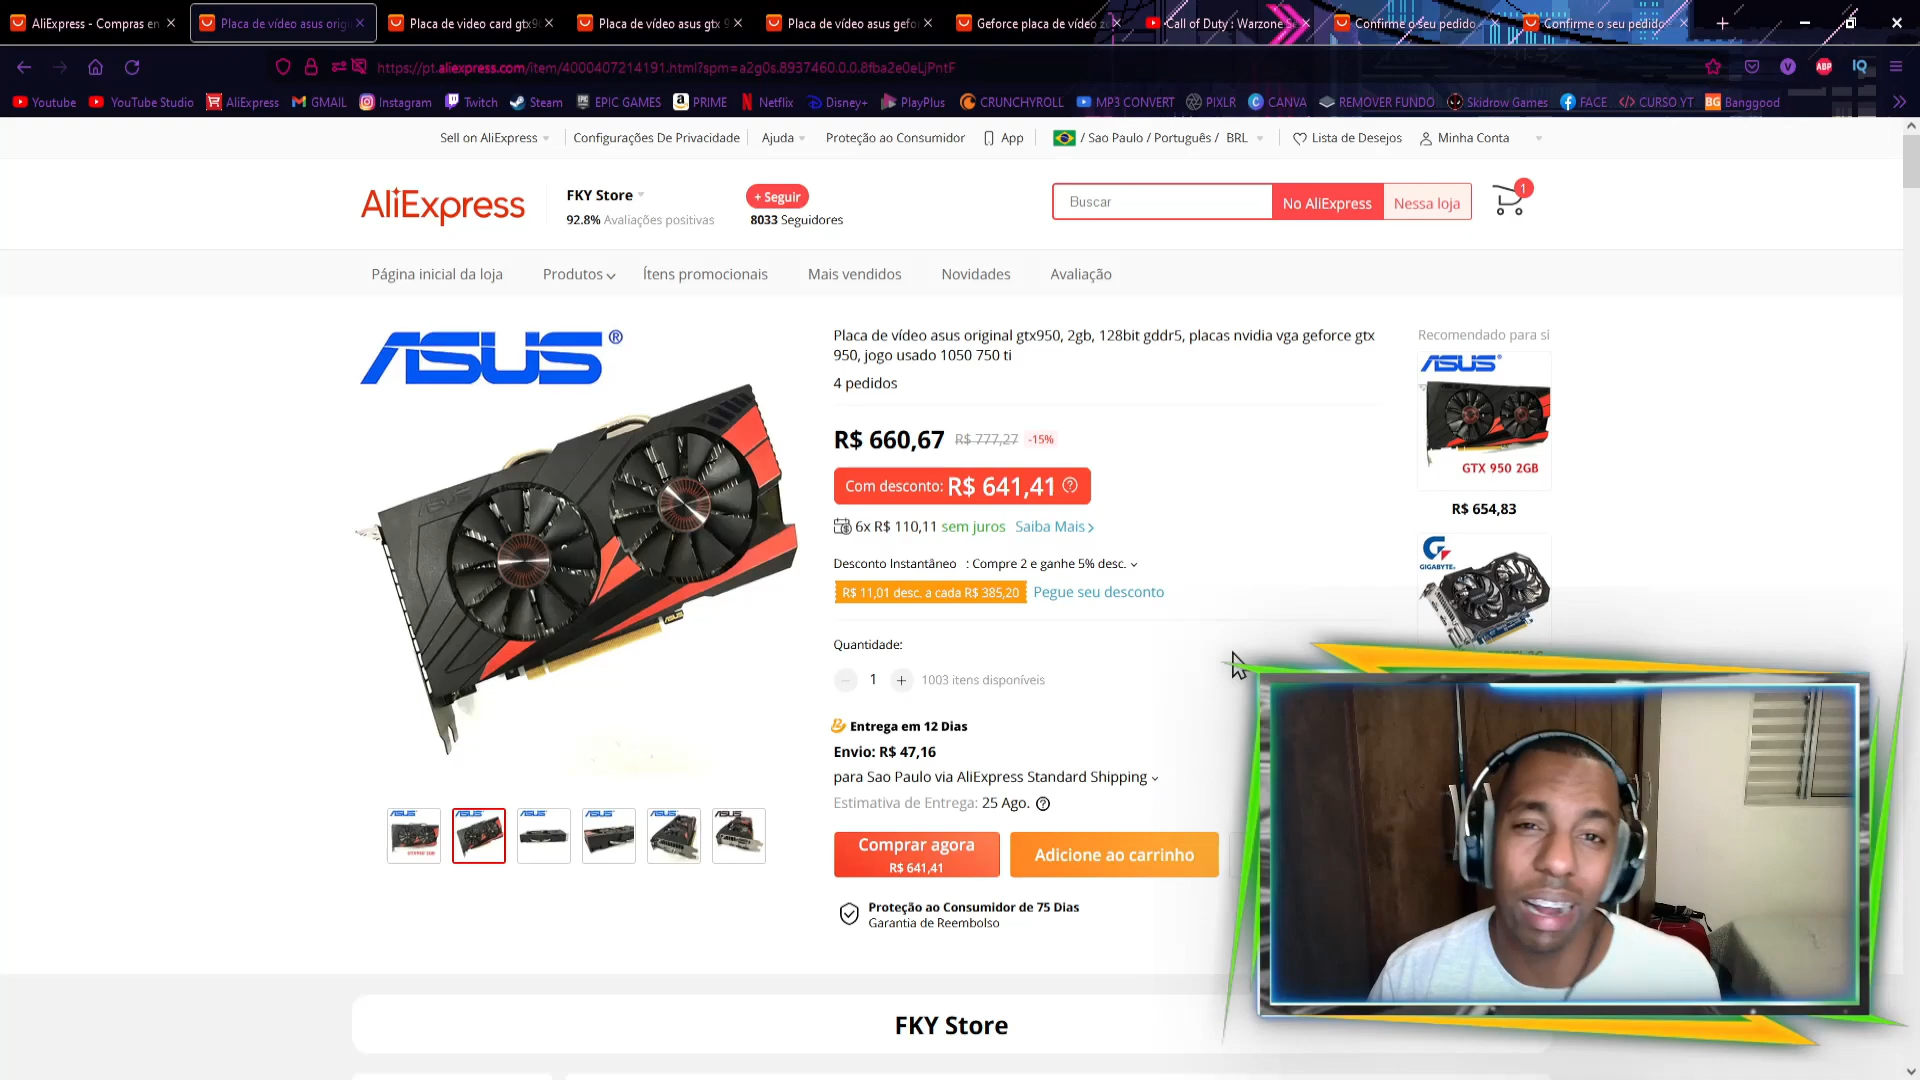 AliExpress - Compras en
Placa de vídeo asus orig
Placa de video card gtx9
Placa de vídeo asus gtx 9
Placa de vídeo asus gefo
Geforce placa de vídeo z
Call of Duty : Warzone S
Confirme o seu pedido
Confirme o seu pedido
https://pt.aliexpress.com/item/4000407214191.html?spm=a2g0s.8937460.0.0.8fba2e0eLjPntF
Youtube
YouTube Studio
AliExpress
GMAIL
Instagram
Twitch
Steam
EPIC GAMES
PRIME
Netflix
Disney+
PlayPlus
CRUNCHYROLL
MP3 CONVERT
PIXLR
CANVA
REMOVER FUNDO
Skidrow Games
FACE
CURSO YT
BG Banggood
Sell on AliExpress
Configurações De Privacidade
Ajuda
Proteção ao Consumidor
App
/ Sao Paulo / Português / BRL
Lista de Desejos
Minha Conta
AliExpress
FKY Store
92.8% Avaliações positivas
+ Seguir
8033 Seguidores
Buscar
No AliExpress
Nessa loja
1
Página inicial da loja
Produtos
Ítens promocionais
Mais vendidos
Novidades
Avaliação
ASUS®
Placa de vídeo asus original gtx950, 2gb, 128bit gddr5, placas nvidia vga geforce gtx
950, jogo usado 1050 750 ti
4 pedidos
R$ 660,67 R$ 777,27 -15%
Com desconto: R$ 641,41
6x R$ 110,11 sem juros Saiba Mais
Desconto Instantâneo : Compre 2 e ganhe 5% desc.
R$ 11,01 desc. a cada R$ 385,20 Pegue seu desconto
Quantidade:
1
1003 itens disponíveis
Entrega em 12 Dias
Envio: R$ 47,16
para Sao Paulo via AliExpress Standard Shipping
Estimativa de Entrega: 25 Ago.
Comprar agora
R$ 641,41
Adicione ao carrinho
Proteção ao Consumidor de 75 Dias
Garantia de Reembolso
Recomendado para si
ASUS
GTX 950 2GB
R$ 654,83
GIGABYTE
FKY Store